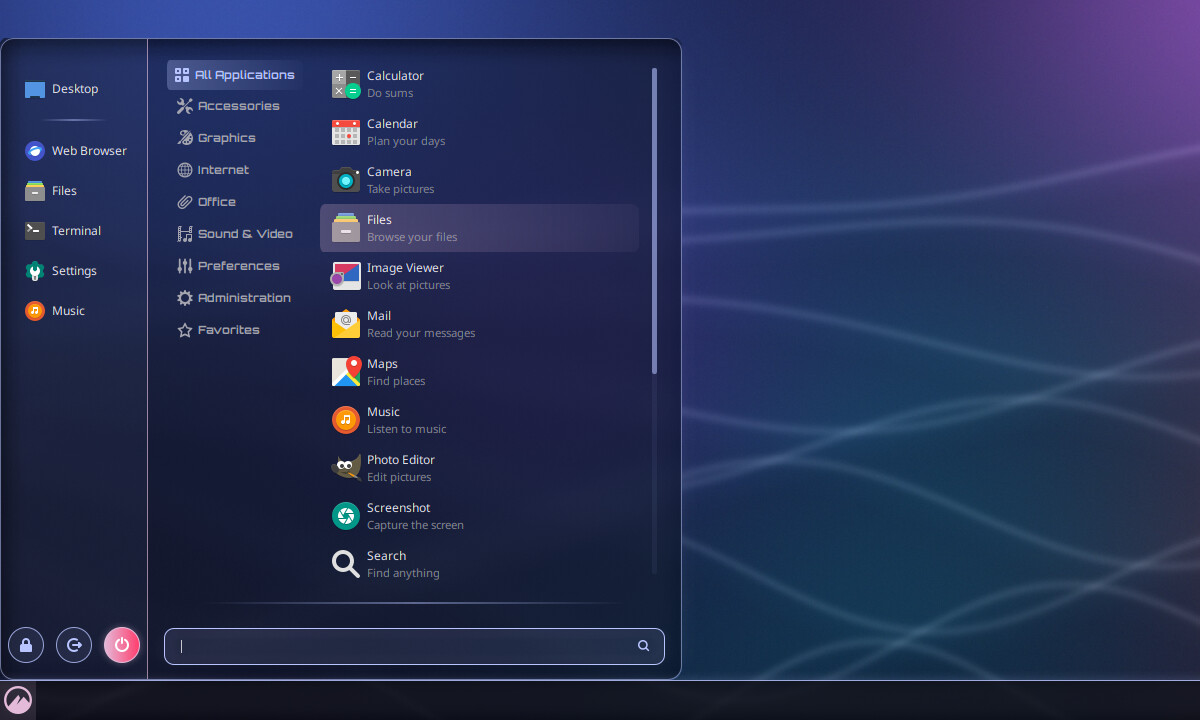 Desktop
Web Browser
Files
Terminal
Settings
Music
All Applications
Accessories
Graphics
Internet
Office
Sound & Video
Preferences
Administration
Favorites
Calculator
Do sums
Calendar
Plan your days
Camera
Take pictures
Files
Browse your files
Image Viewer
Look at pictures
Mail
Read your messages
Maps
Find places
Music
Listen to music
Photo Editor
Edit pictures
Screenshot
Capture the screen
Search
Find anything